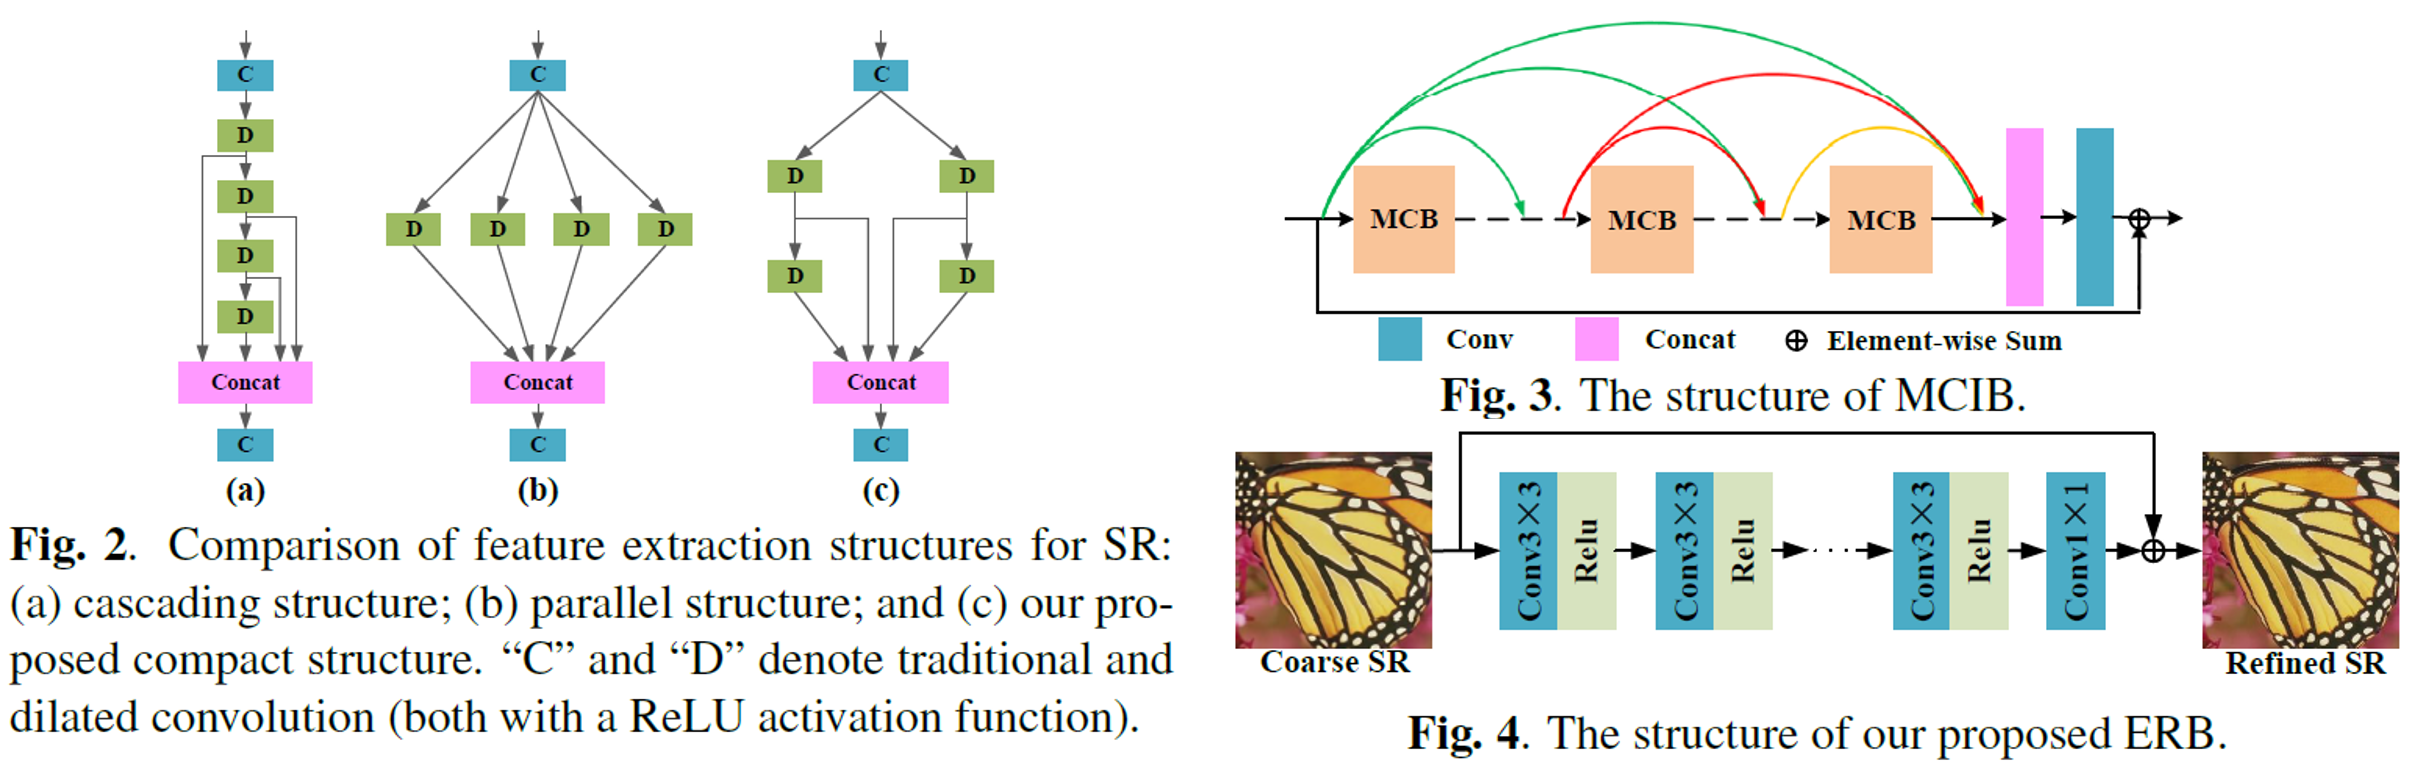 C
D
D
D
D
Concat
C
(a)
C
D
D
D
D
Concat
C
(b)
C
D
D
D
D
Concat
C
(c)
Fig. 2. Comparison of feature extraction structures for SR:
(a) cascading structure; (b) parallel structure; and (c) our pro-
posed compact structure. “C” and “D” denote traditional and
dilated convolution (both with a ReLU activation function).
MCB
MCB
MCB
Conv
Concat
Element-wise Sum
Fig. 3. The structure of MCIB.
Coarse SR
Conv3×3
Relu
Conv3×3
Relu
······
Conv3×3
Relu
Conv1×1
Refined SR
Fig. 4. The structure of our proposed ERB.